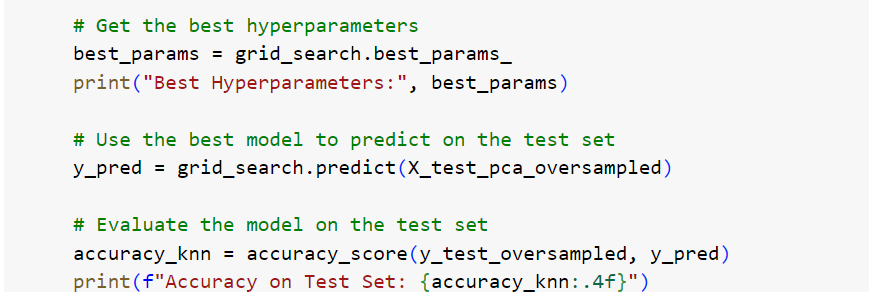 # Get the best hyperparameters
best_params = grid_search.best_params_
print("Best Hyperparameters:", best_params)
# Use the best model to predict on the test set
y_pred = grid_search.predict(X_test_pca_oversampled)
# Evaluate the model on the test set
accuracy_knn = accuracy_score(y_test_oversampled, y_pred)
print(f"Accuracy on Test Set: {accuracy_knn:.4f}")